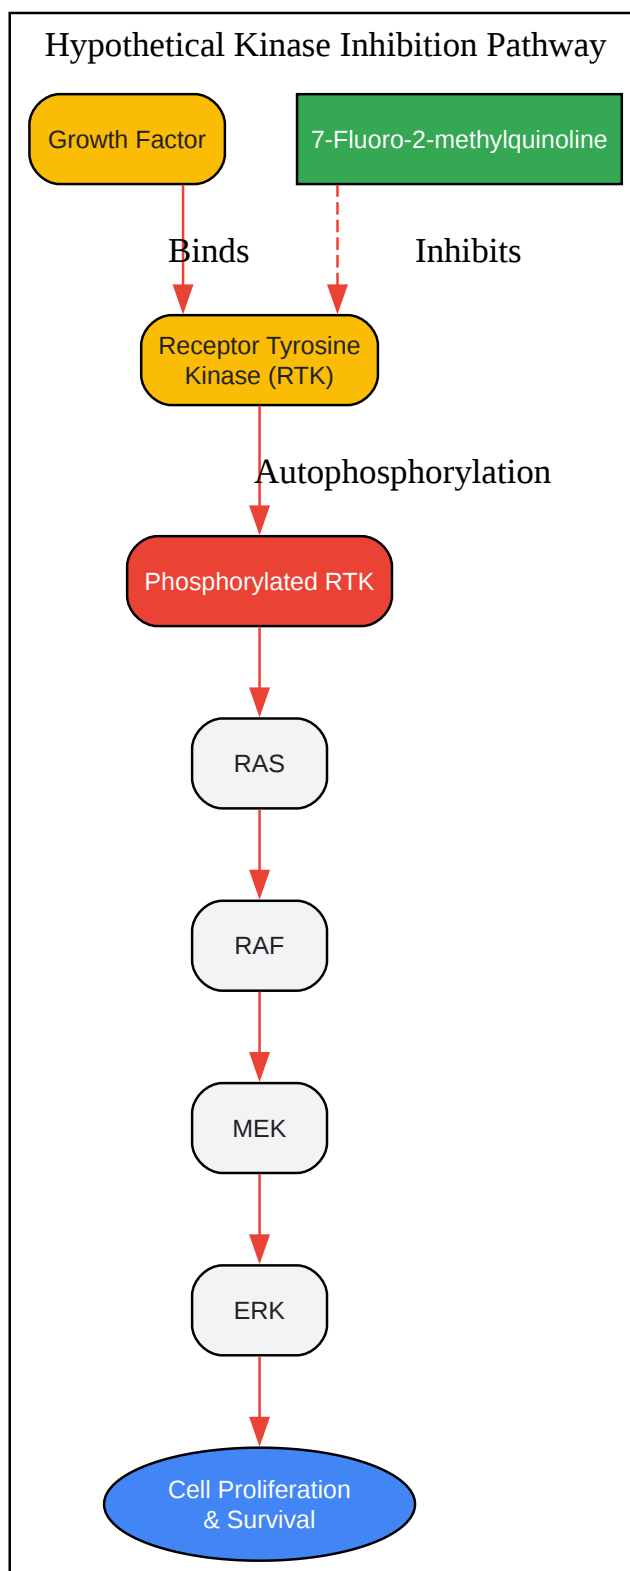 Hypothetical Kinase Inhibition Pathway
Growth Factor
7-Fluoro-2-methylquinoline
Binds
Inhibits
Receptor Tyrosine
Kinase (RTK)
Autophosphorylation
Phosphorylated RTK
RAS
RAF
MEK
ERK
Cell Proliferation
& Survival